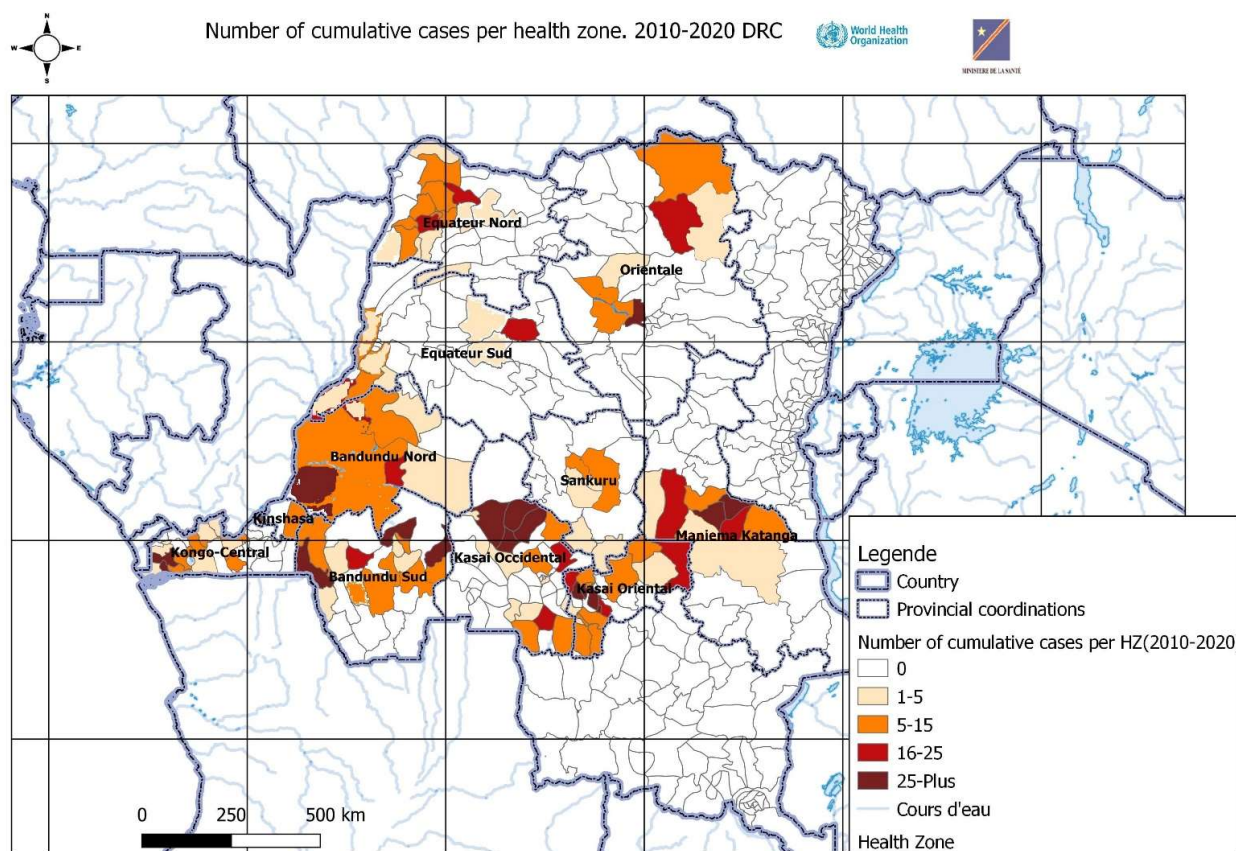 N
W E
S
Number of cumulative cases per health zone. 2010-2020 DRC
World Health
Organization
MINISTERE DE LA SANTÉ
Equateur Nord
Orientale
Equateur Sud
Bandundu Nord
Sankuru
Kinshasa
Maniema Katanga
Kongo-Central
Kasai Occidental
Bandundu Sud
Kasai Oriental
Legende
Country
Provincial coordinations
Number of cumulative cases per HZ(2010-2020
0
1-5
5-15
16-25
25-Plus
Cours d'eau
Health Zone
0 250 500 km